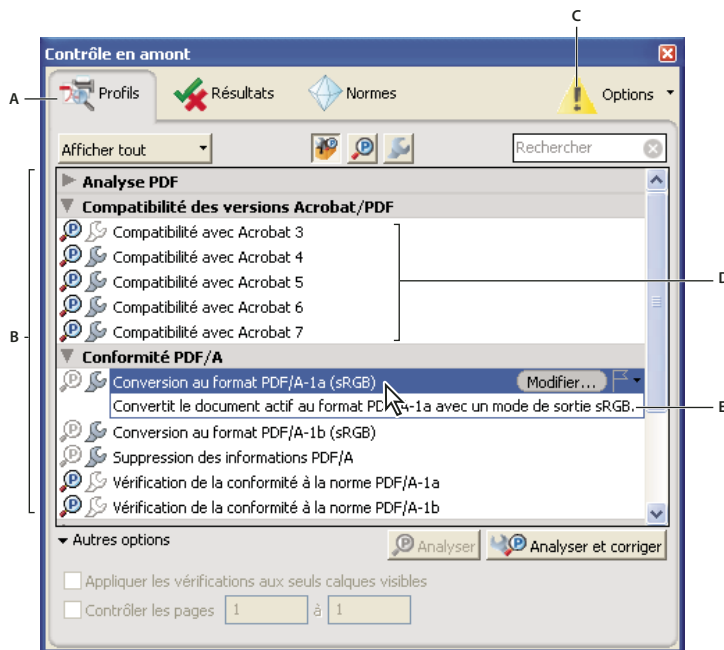 C
Contrôle en amont
A
Profils
Résultats
Normes
Options
Afficher tout
Rechercher
Analyse PDF
Compatibilité des versions Acrobat/PDF
Compatibilité avec Acrobat 3
Compatibilité avec Acrobat 4
Compatibilité avec Acrobat 5
D
Compatibilité avec Acrobat 6
Compatibilité avec Acrobat 7
B
Conformité PDF/A
Conversion au format PDF/A-1a (sRGB)
Modifier...
Convertit le document actif au format PDF/A-1a avec un mode de sortie sRGB.
E
Conversion au format PDF/A-1b (sRGB)
Suppression des informations PDF/A
Vérification de la conformité à la norme PDF/A-1a
Vérification de la conformité à la norme PDF/A-1b
Autres options
Analyser
Analyser et corriger
Appliquer les vérifications aux seuls calques visibles
Contrôler les pages 1 à 1